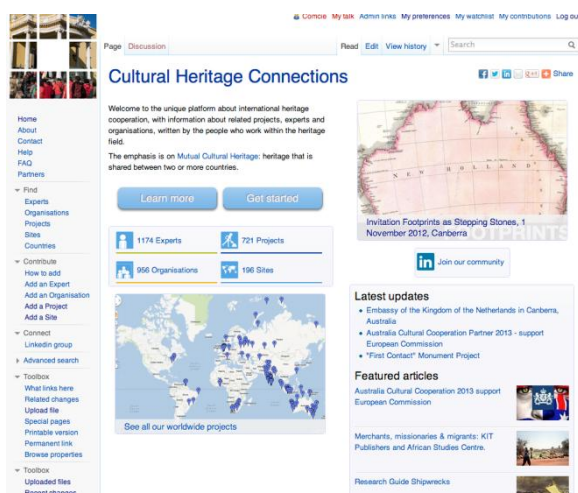 Comble My talk Admin links My preferences My watchlist My contributions Log ou
Page Discussion
Read Edit View history
Search
Cultural Heritage Connections
Share
Home
About
Contact
Help
FAQ
Partners
Find
Experts
Organisations
Projects
Sites
Countries
Contribute
How to add
Add an Expert
Add an Organisation
Add a Project
Add a Site
Connect
Linkedin group
Advanced search
Toolbox
What links here
Related changes
Upload file
Special pages
Printable version
Permanent link
Browse properties
Toolbox
Uploaded files
Recent changes
Welcome to the unique platform about international heritage
cooperation, with information about related projects, experts and
organisations, written by the people who work within the heritage
field.
The emphasis is on Mutual Cultural Heritage: heritage that is
shared between two or more countries.
Learn more
Get started
1174 Experts
721 Projects
956 Organisations
196 Sites
See all our worldwide projects
NEW HOLLAND
Invitation Footprints as Stepping Stones, 1
November 2012, Canberra
in Join our community
Latest updates
Embassy of the Kingdom of the Netherlands in Canberra,
Australia
Australia Cultural Cooperation Partner 2013 - support
European Commission
"First Contact" Monument Project
Featured articles
Australia Cultural Cooperation 2013 support
European Commission
Merchants, missionaries & migrants: KIT
Publishers and African Studies Centre.
Research Guide Shipwrecks